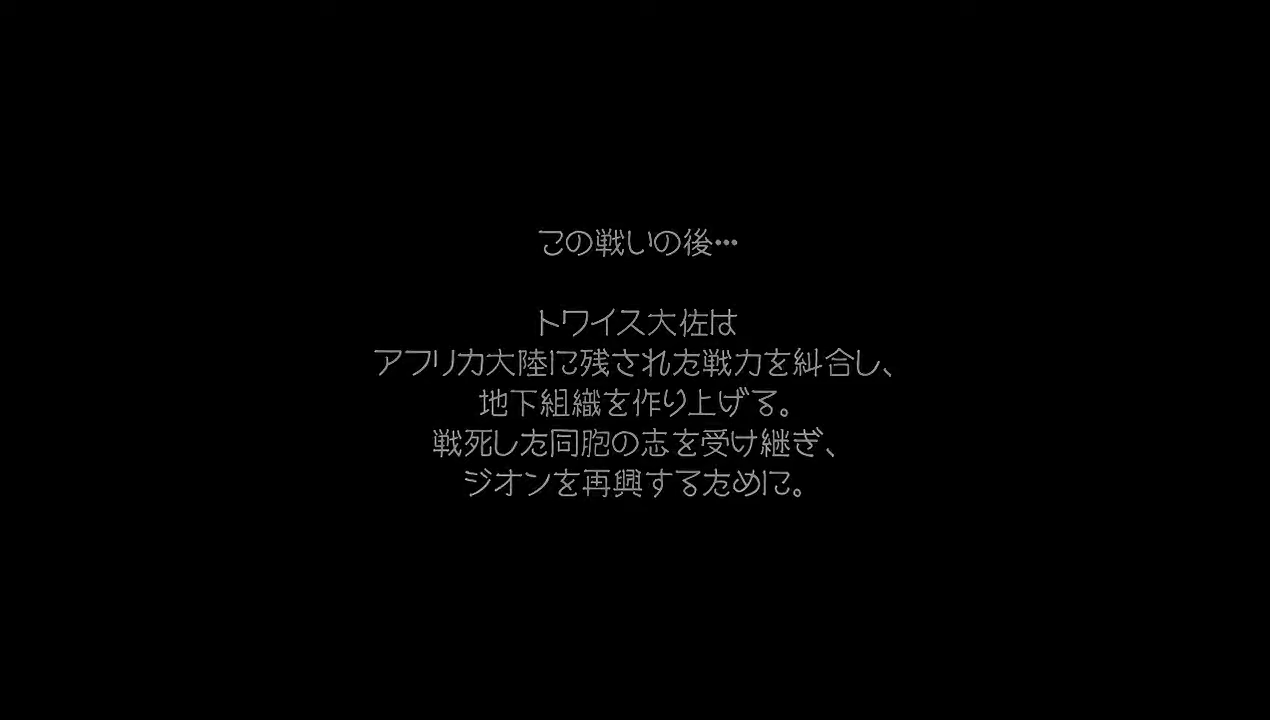 この戦いの後…
トワイス大佐は
アフリカ大陸に残された戦力を糾合し、
地下組織を作り上げる。
戦死した同胞の志を受け継ぎ、
ジオンを再興するために。